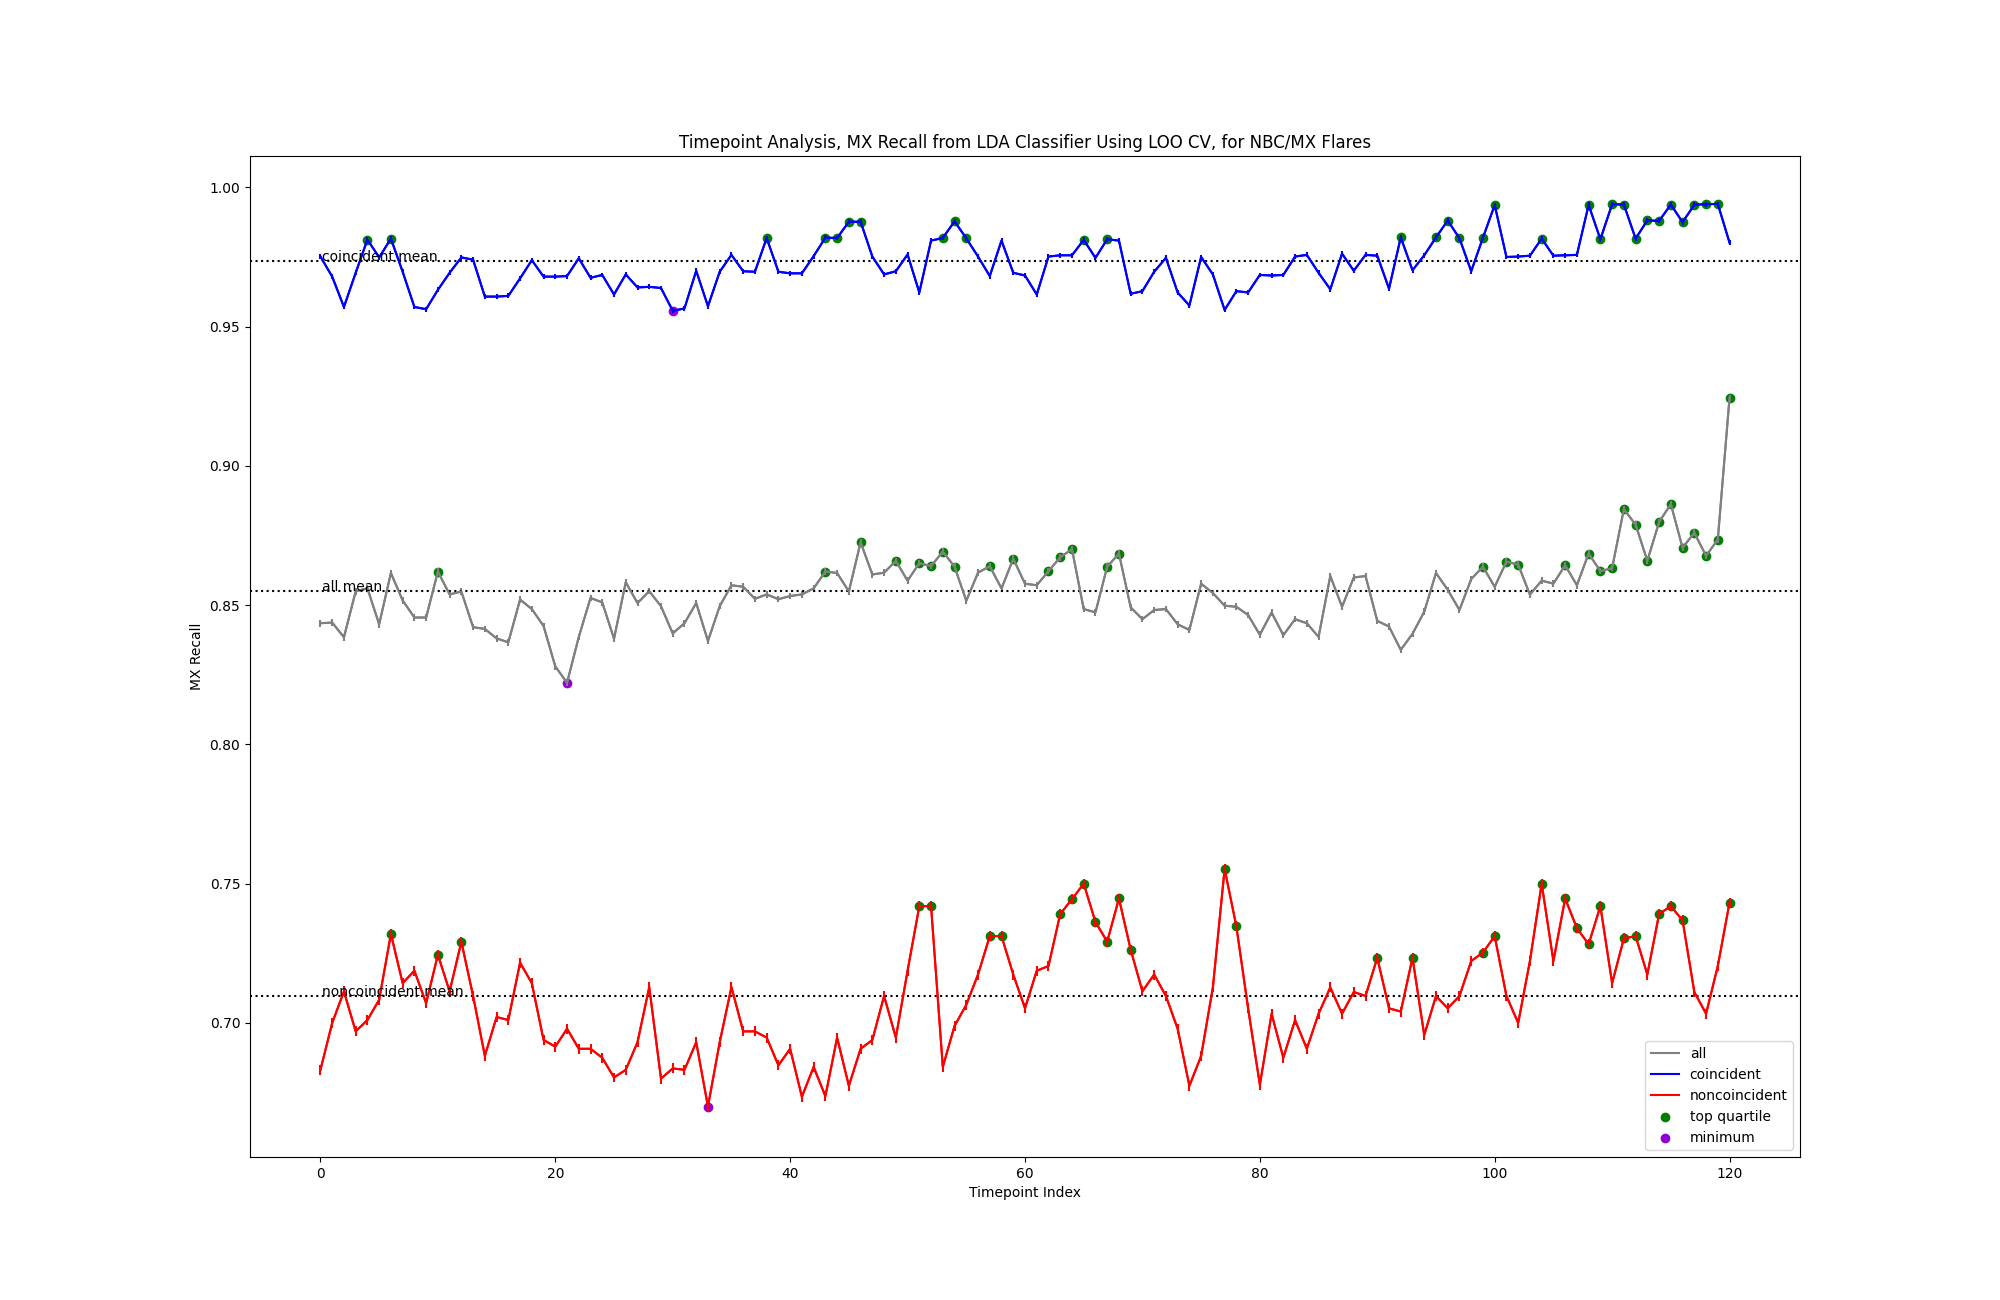 Timepoint Analysis, MX Recall from LDA Classifier Using LOO CV, for NBC/MX Flares
1.00
coincident mean
0.95
0.90
all mean
0.85
MX Recall
0.80
0.75
noncoincident mean
0.70
all
coincident
noncoincident
top quartile
minimum
0 20 40 60 80 100 120
Timepoint Index